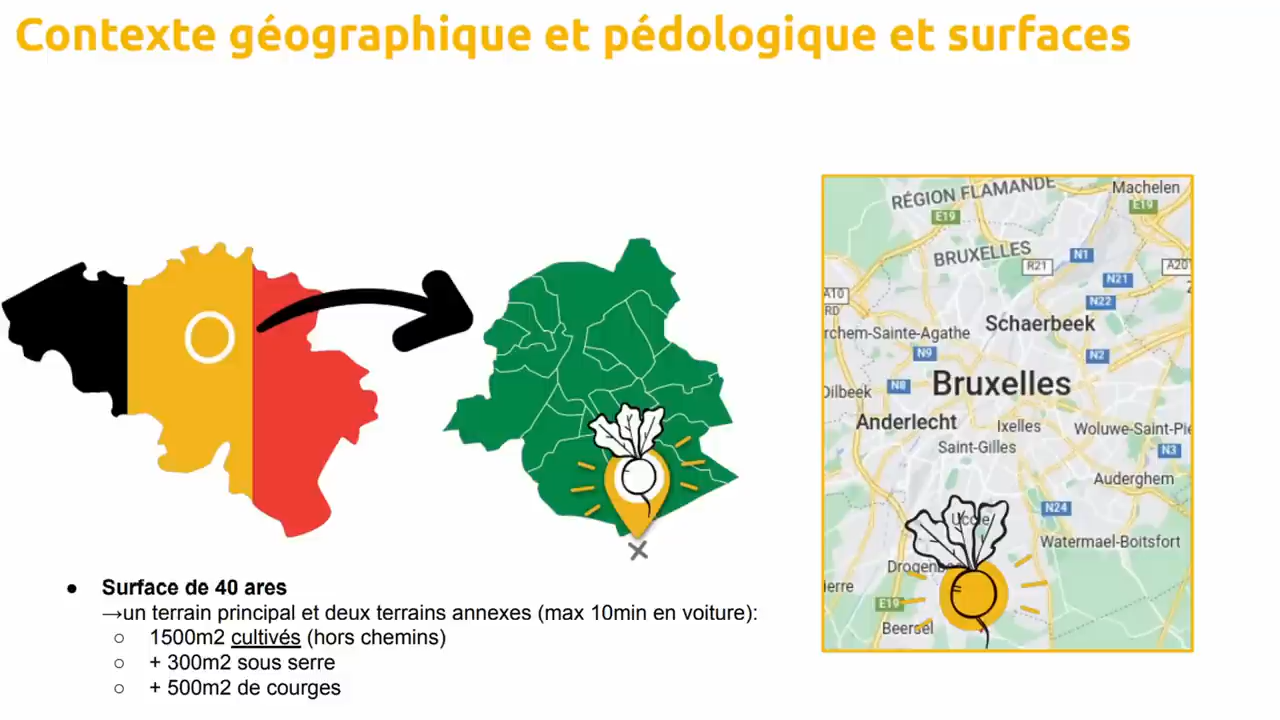 Contexte géographique et pédologique et surfaces
RÉGION FLAMANDE
Machelen
E19
E19
BRUXELLES
N1
R21
A20
N21
A10
N22
RD
Schaerbeek
rchem-Sainte-Agathe
N9
N2
Dilbeek
N8
Bruxelles
Anderlecht
Ixelles
Woluwe-Saint-Pie
Saint-Gilles
N3
Auderghem
N24
Uccle
Watermael-Boitsfort
Drogenbo
ierre
E19
Beersel
● Surface de 40 ares
→un terrain principal et deux terrains annexes (max 10min en voiture):
○ 1500m2 cultivés (hors chemins)
○ + 300m2 sous serre
○ + 500m2 de courges